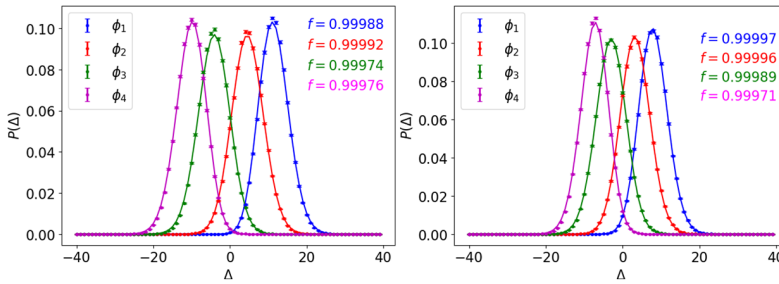 ϕ1
ϕ2
ϕ3
ϕ4
f = 0.99988
f = 0.99992
f = 0.99974
f = 0.99976
P(Δ)
0.10
0.08
0.06
0.04
0.02
0.00
−40
−20
0
20
40
Δ
ϕ1
ϕ2
ϕ3
ϕ4
f = 0.99997
f = 0.99996
f = 0.99989
f = 0.99971
P(Δ)
0.10
0.08
0.06
0.04
0.02
0.00
−40
−20
0
20
40
Δ